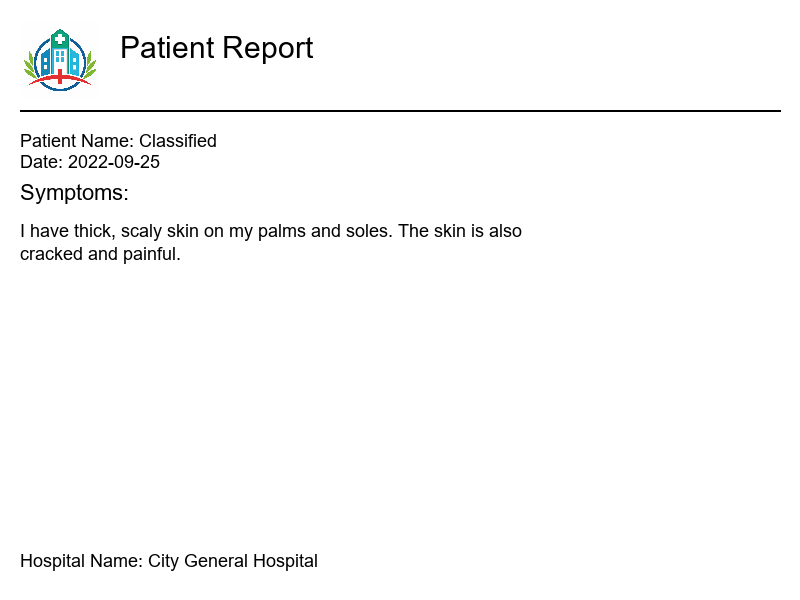 Patient Report
Patient Name: Classified
Date: 2022-09-25
Symptoms:
I have thick, scaly skin on my palms and soles. The skin is also
cracked and painful.
Hospital Name: City General Hospital